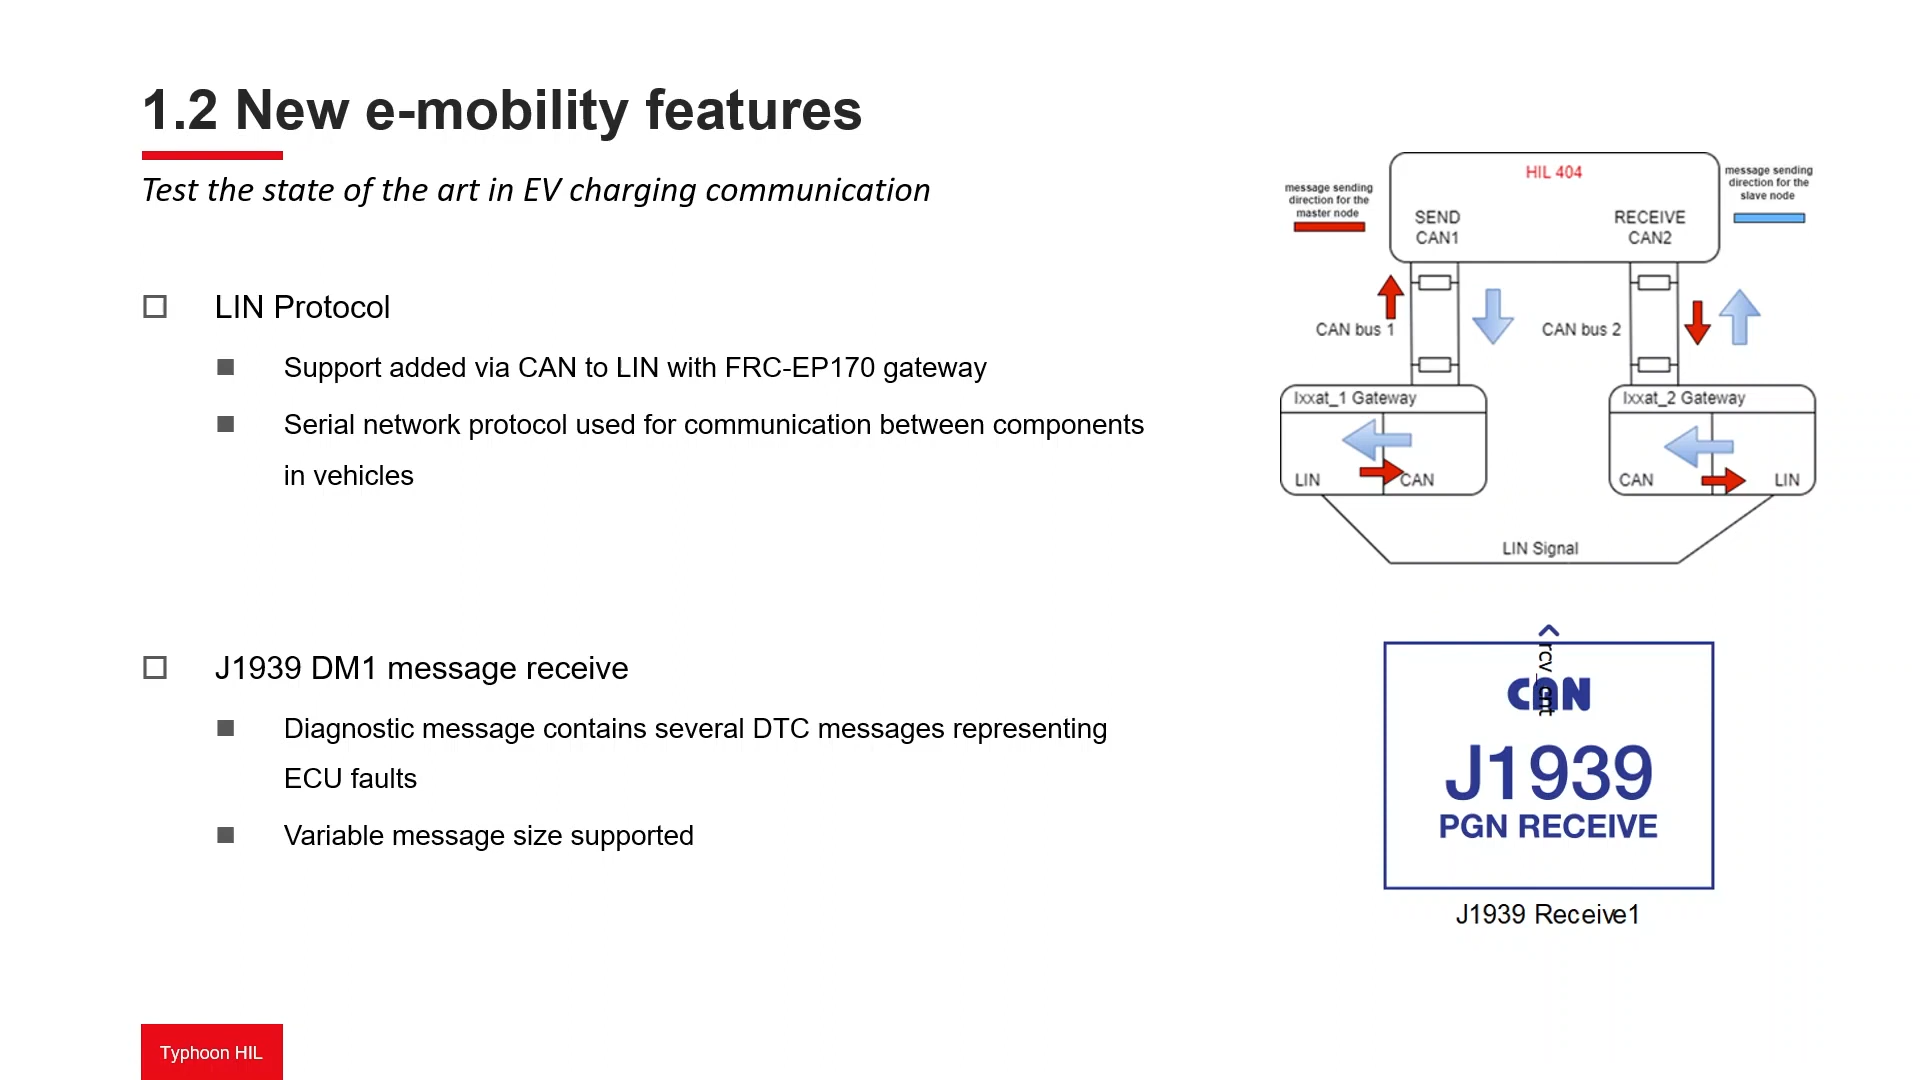 1.2 New e-mobility features
Test the state of the art in EV charging communication
LIN Protocol
Support added via CAN to LIN with FRC-EP170 gateway
Serial network protocol used for communication between components
in vehicles
J1939 DM1 message receive
Diagnostic message contains several DTC messages representing
ECU faults
Variable message size supported
message sending
direction for the
master node
HIL 404
SEND
CAN1
RECEIVE
CAN2
message sending
direction for the
slave node
CAN bus 1
CAN bus 2
Ixxat_1 Gateway
LIN
CAN
Ixxat_2 Gateway
CAN
LIN
LIN Signal
rcv_cnt
CAN
J1939
PGN RECEIVE
J1939 Receive1
Typhoon HIL